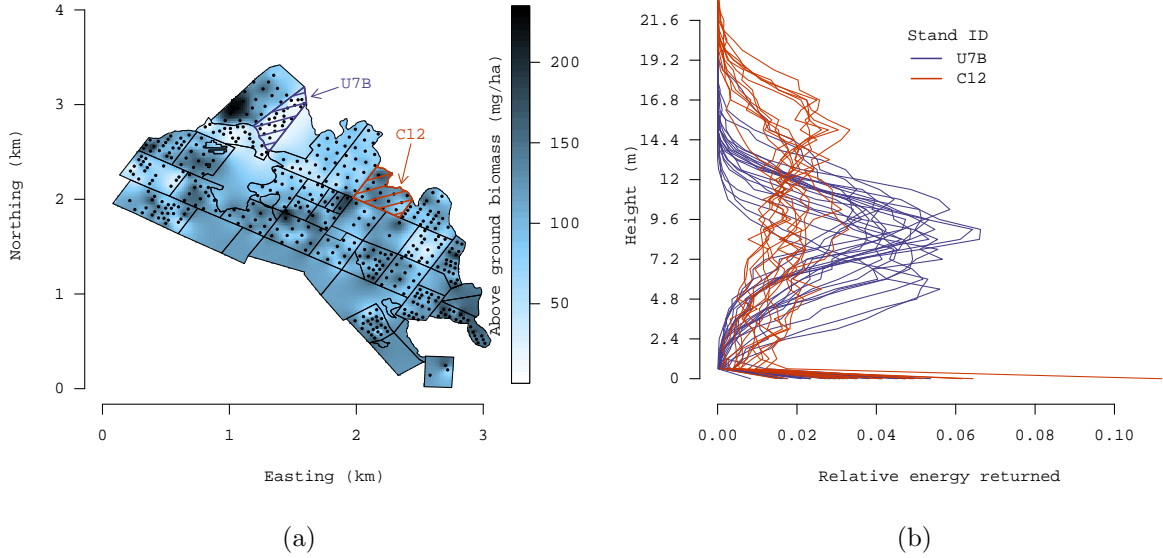 4
3
2
1
0
Northing (km)
0
1
2
3
Easting (km)
U7B
C12
200
150
100
50
Above ground biomass (mg/ha)
(a)
21.6
19.2
16.8
14.4
12
9.6
7.2
4.8
2.4
0
Height (m)
Stand ID
U7B
C12
0.00
0.02
0.04
0.06
0.08
0.10
Relative energy returned
(b)